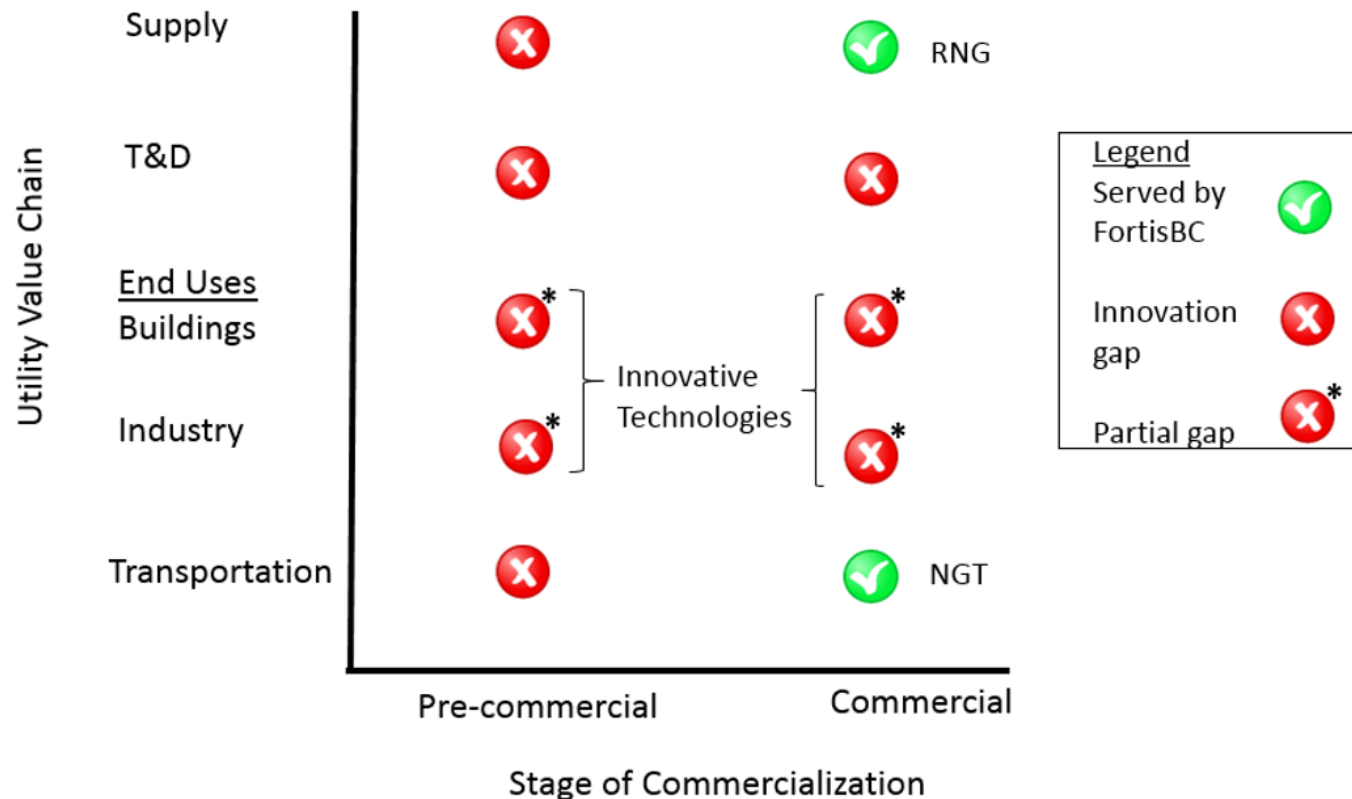 Supply
RNG
T&D
Utility Value Chain
End Uses
Buildings
*
*
Innovative
Technologies
Industry
*
*
Transportation
NGT
Pre-commercial
Commercial
Stage of Commercialization
Legend
Served by
FortisBC
Innovation
gap
Partial gap
*